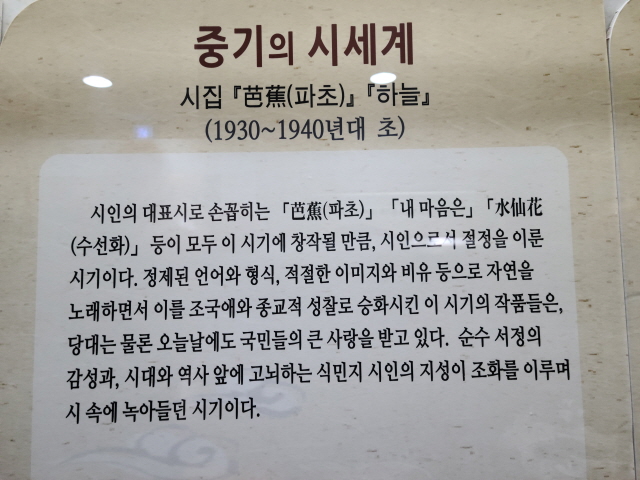 중기의 시세계
시집 『芭蕉(파초)』 『하늘』
(1930~1940년대 초)
시인의 대표시로 손꼽히는 「芭蕉(파초)」 「내 마음은」 「水仙花
(수선화)」 등이 모두 이 시기에 창작될 만큼, 시인으로서 절정을 이룬
시기이다. 정제된 언어와 형식, 적절한 이미지와 비유 등으로 자연을
노래하면서 이를 조국애와 종교적 성찰로 승화시킨 이 시기의 작품들은,
당대는 물론 오늘날에도 국민들의 큰 사랑을 받고 있다. 순수 서정의
감성과, 시대와 역사 앞에 고뇌하는 식민지 시인의 지성이 조화를 이루며
시 속에 녹아들던 시기이다.